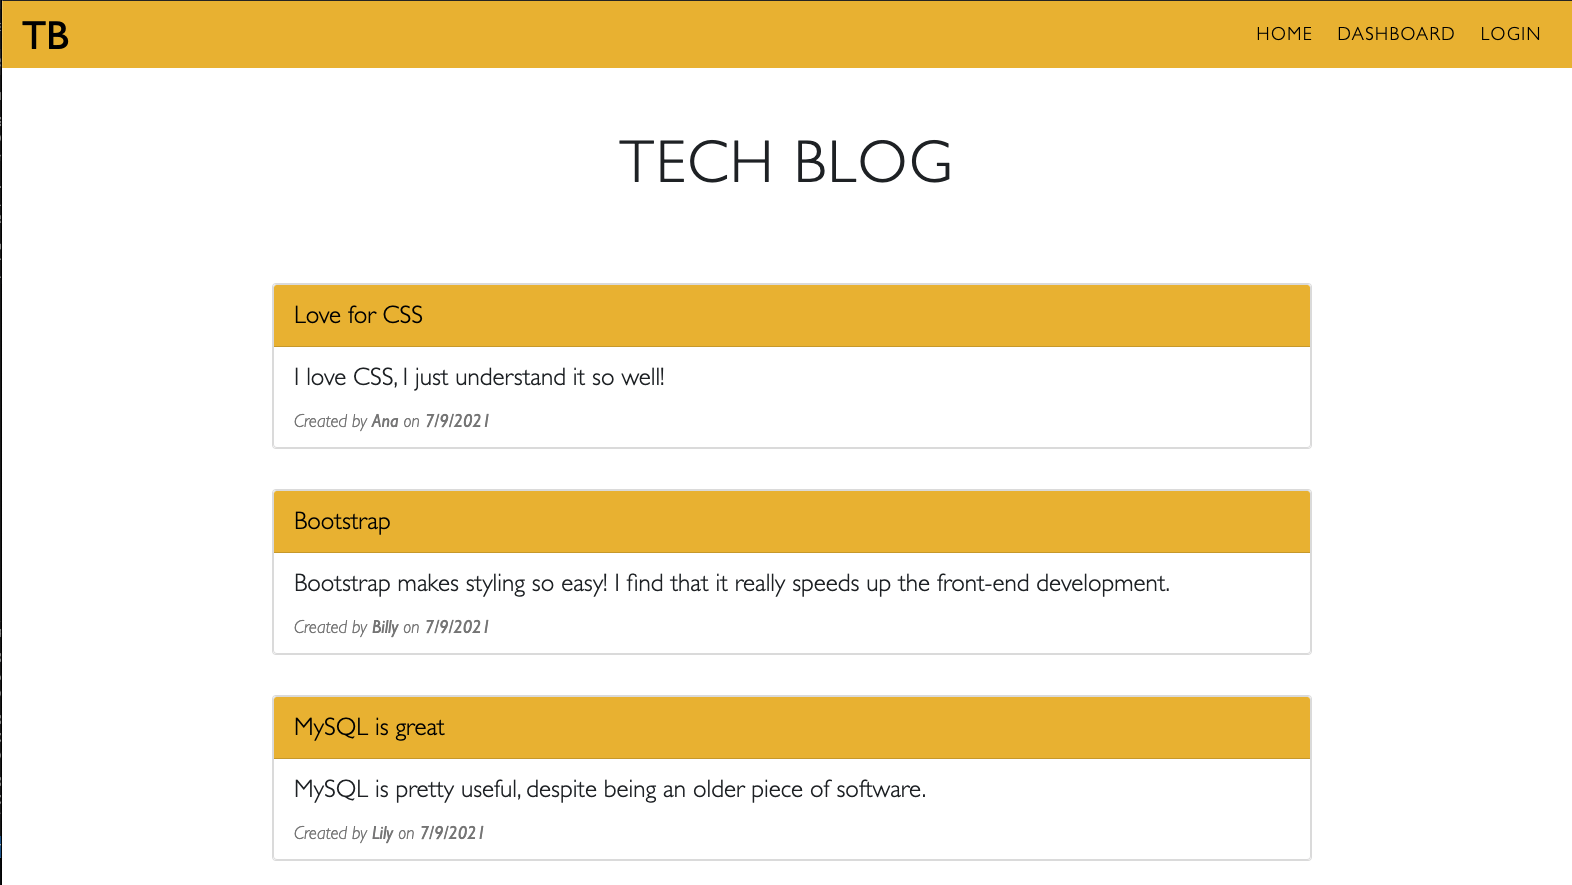 TB
HOME DASHBOARD LOGIN
TECH BLOG
Love for CSS
I love CSS, I just understand it so well!
Created by Ana on 7/9/2021
Bootstrap
Bootstrap makes styling so easy! I find that it really speeds up the front-end development.
Created by Billy on 7/9/2021
MySQL is great
MySQL is pretty useful, despite being an older piece of software.
Created by Lily on 7/9/2021